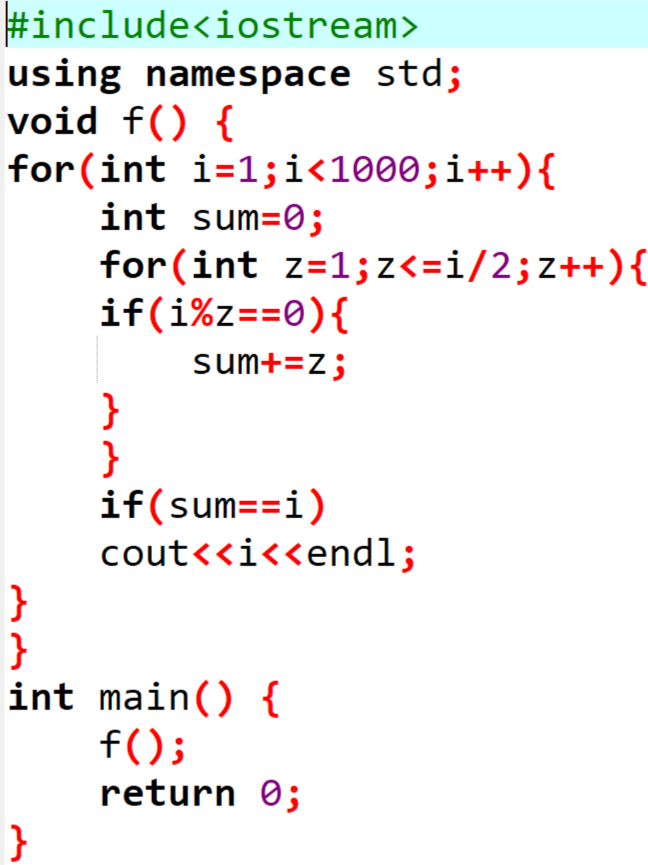 #include<iostream>
using namespace std;
void f() {
for(int i=1;i<1000;i++){
int sum=0;
for(int z=1;z<=i/2;z++){
if(i%z==0){
sum+=z;
}
}
if(sum==i)
cout<<i<<endl;
}
}
int main() {
f();
return 0;
}